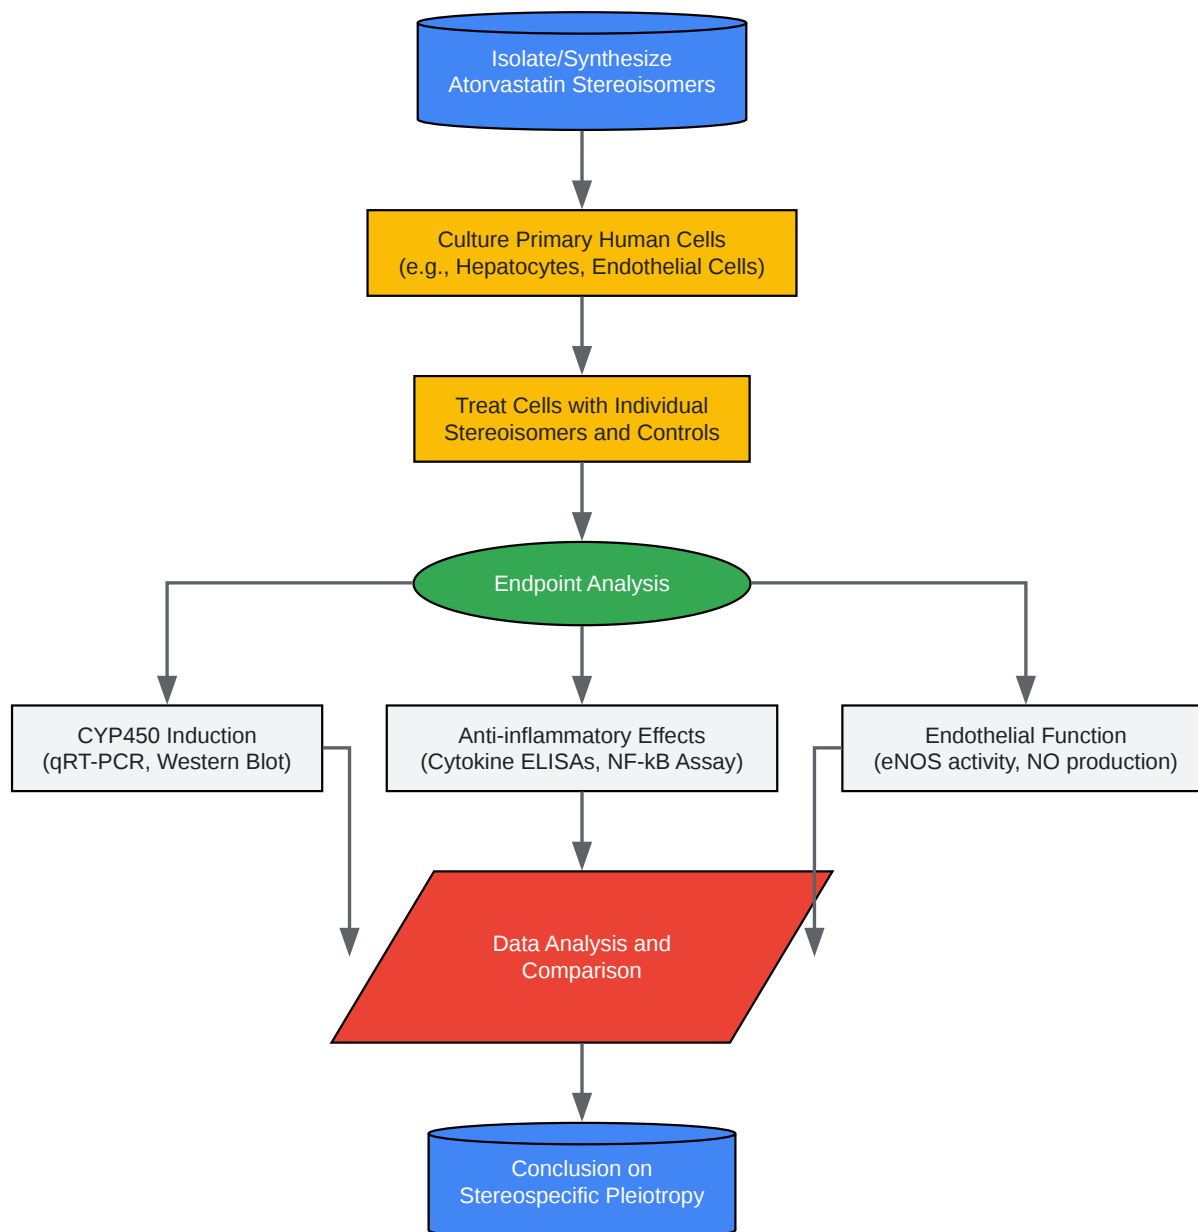 Isolate/Synthesize
Atorvastatin Stereoisomers
Culture Primary Human Cells
(e.g., Hepatocytes, Endothelial Cells)
Treat Cells with Individual
Stereoisomers and Controls
Endpoint Analysis
CYP450 Induction
(qRT-PCR, Western Blot)
Anti-inflammatory Effects
(Cytokine ELISAs, NF-kB Assay)
Endothelial Function
(eNOS activity, NO production)
Data Analysis and
Comparison
Conclusion on
Stereospecific Pleiotropy